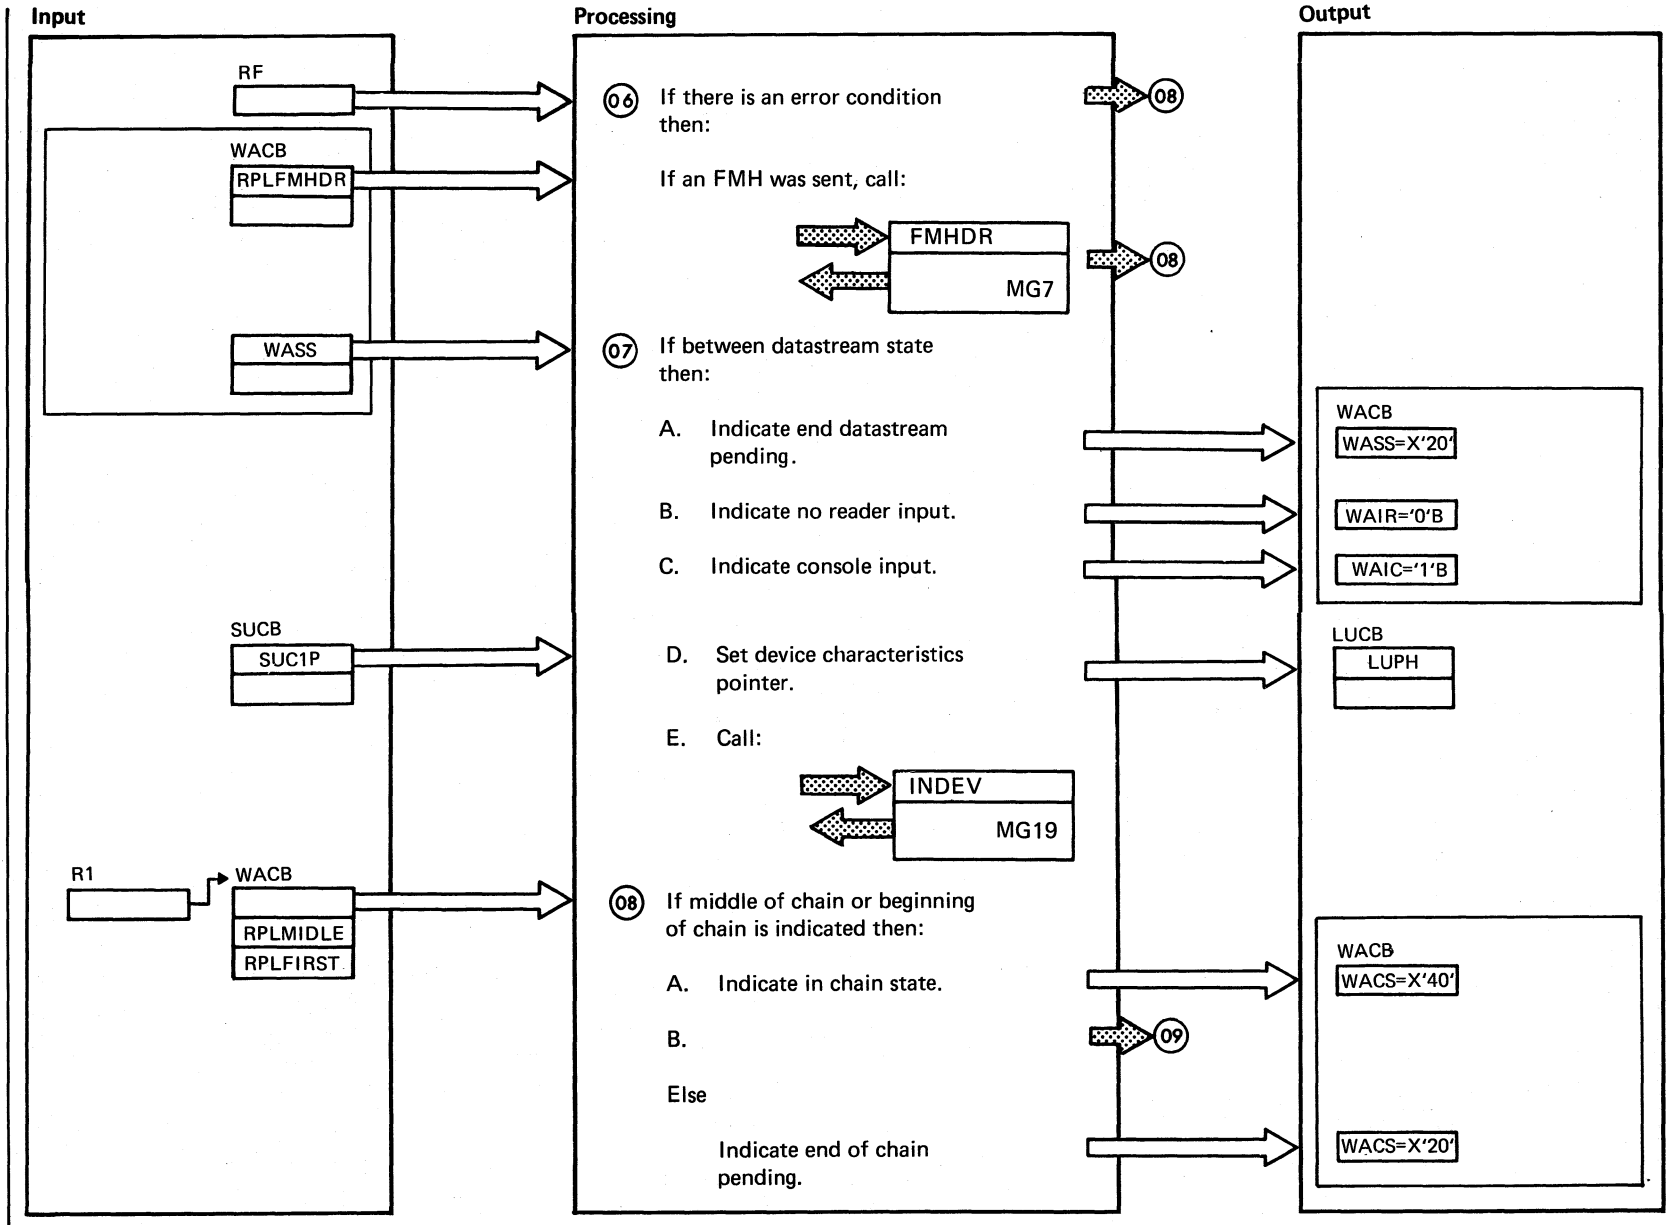 Input
Processing
Output
RF
06 If there is an error condition
then:
08
WACB
RPLFMHDR
If an FMH was sent, call:
FMHDR
MG7
08
WASS
07 If between datastream state
then:
A. Indicate end datastream
pending.
WACB
WASS=X'20'
B. Indicate no reader input.
WAIR='0'B
C. Indicate console input.
WAIC='1'B
SUCB
SUC1P
D. Set device characteristics
pointer.
LUCB
LUPH
E. Call:
INDEV
MG19
R1
WACB
RPLMIDLE
RPLFIRST
08 If middle of chain or beginning
of chain is indicated then:
A. Indicate in chain state.
WACB
WACS=X'40'
B.
09
Else
Indicate end of chain
pending.
WACS=X'20'